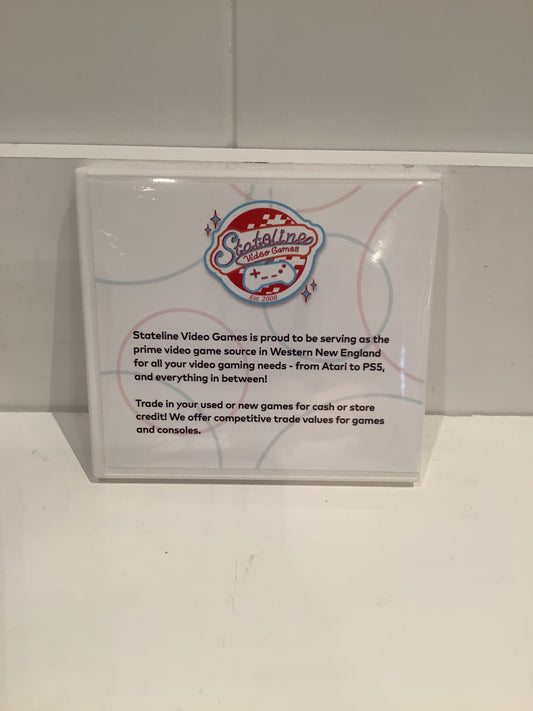 Stateline
Video Games
Est. 2008
Stateline Video Games is proud to be serving as the
prime video game source in Western New England
for all your video gaming needs - from Atari to PS5,
and everything in between!
Trade in your used or new games for cash or store
credit! We offer competitive trade values for games
and consoles.